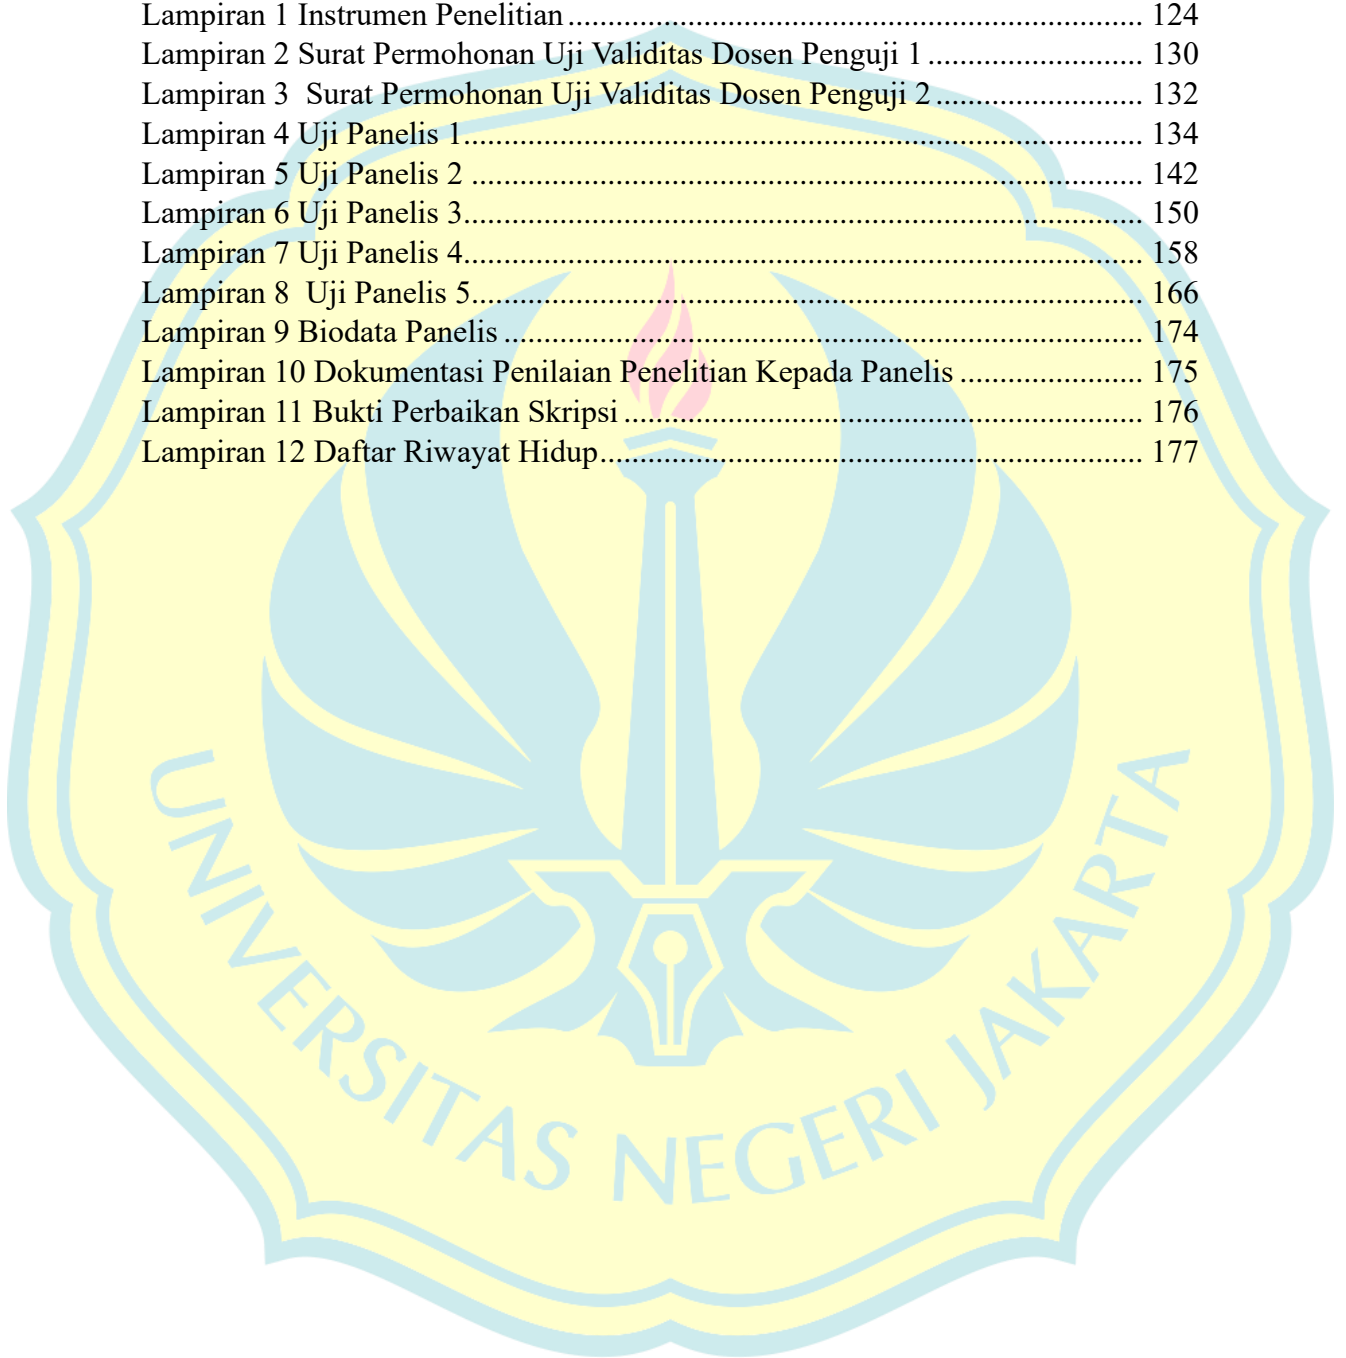 Lampiran 1 Instrumen Penelitian ........................................................................ 124
Lampiran 2 Surat Permohonan Uji Validitas Dosen Penguji 1 ........................... 130
Lampiran 3  Surat Permohonan Uji Validitas Dosen Penguji 2 .......................... 132
Lampiran 4 Uji Panelis 1..................................................................................... 134
Lampiran 5 Uji Panelis 2 .................................................................................... 142
Lampiran 6 Uji Panelis 3..................................................................................... 150
Lampiran 7 Uji Panelis 4..................................................................................... 158
Lampiran 8  Uji Panelis 5.................................................................................... 166
Lampiran 9 Biodata Panelis ................................................................................ 174
Lampiran 10 Dokumentasi Penilaian Penelitian Kepada Panelis ....................... 175
Lampiran 11 Bukti Perbaikan Skripsi ................................................................. 176
Lampiran 12 Daftar Riwayat Hidup.................................................................... 177
UNIVERSITAS NEGERI JAKARTA